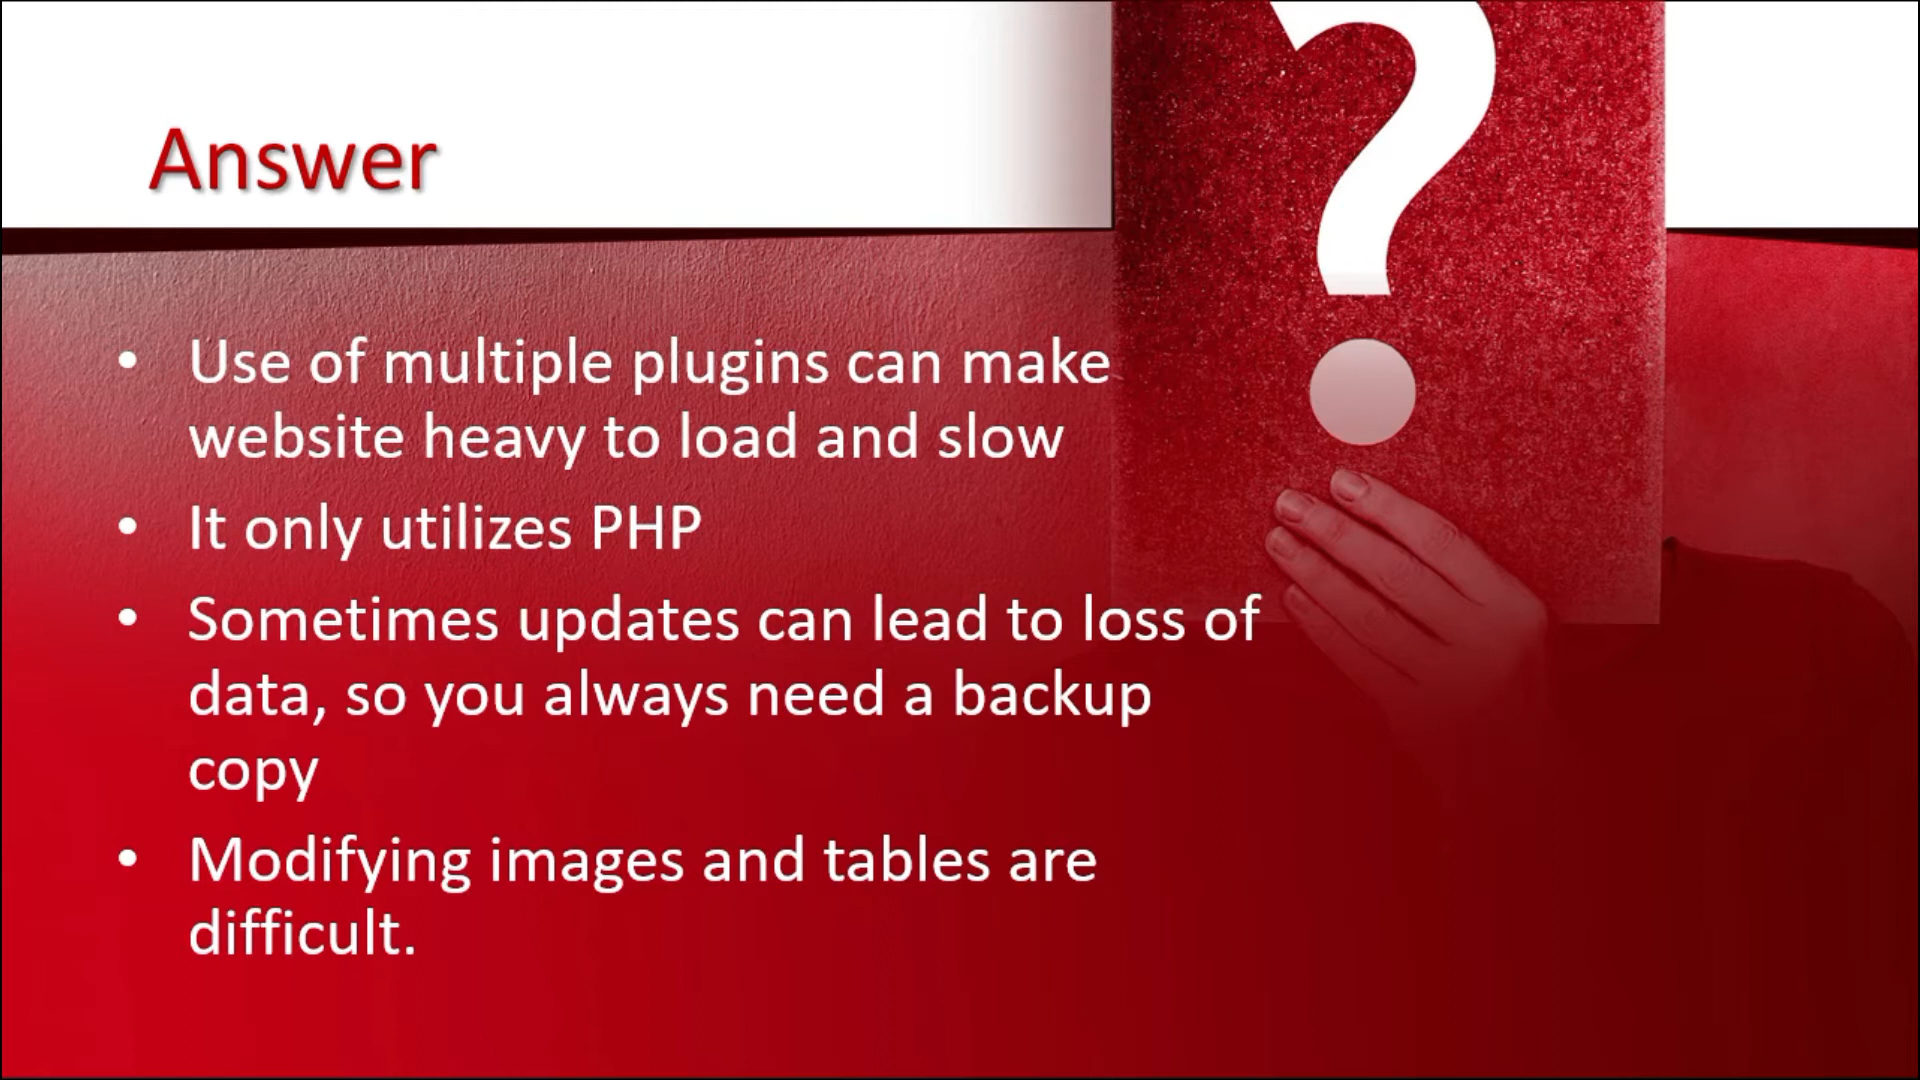 Answer
• Use of multiple plugins can make
website heavy to load and slow
• It only utilizes PHP
• Sometimes updates can lead to loss of
data, so you always need a backup
copy
• Modifying images and tables are
difficult.
?